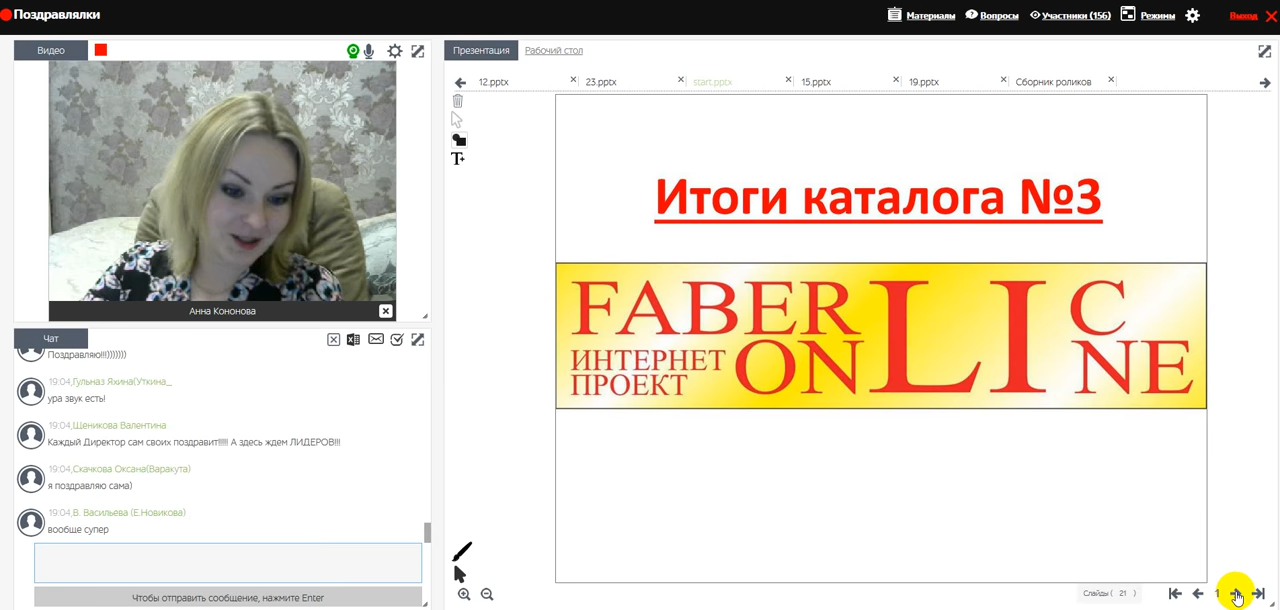 Поздравлялки
Материалы Вопросы Участники (156) Режимы Выход
Видео
Анна Кононова
Чат
Поздравляю!!!)))))))
19:04,Гульназ Яхина(Уткина_
ура звук есть!
19:04,Щеникова Валентина
Каждый Директор сам своих поздравит!!!!! А здесь ждем ЛИДЕРОВ!!!
19:04,Скачкова Оксана(Варакута)
я поздравляю сама)
19:04,В. Васильева (Е.Новикова)
вообще супер
Чтобы отправить сообщение, нажмите Enter
Презентация Рабочий стол
12.pptx 23.pptx start.pptx 15.pptx 19.pptx Сборник роликов
T+
Итоги каталога №3
FABERLIC
ИНТЕРНЕТ
ПРОЕКТ
ONLINE
Слайды ( 21 ) 1